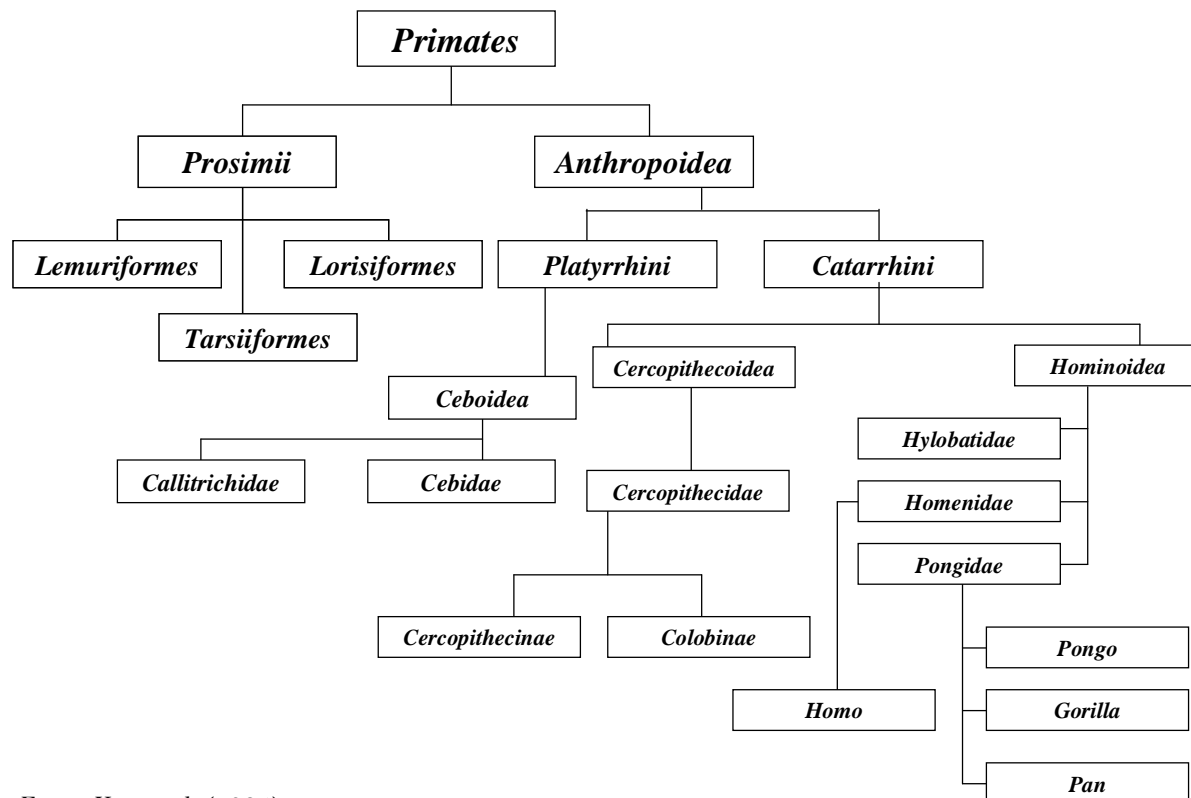 Primates
Prosimii
Anthropoidea
Lemuriformes
Lorisiformes
Platyrrhini
Catarrhini
Tarsiiformes
Cercopithecoidea
Hominoidea
Ceboidea
Hylobatidae
Callitrichidae
Cebidae
Cercopithecidae
Homenidae
Pongidae
Cercopithecinae
Colobinae
Pongo
Homo
Gorilla
Pan